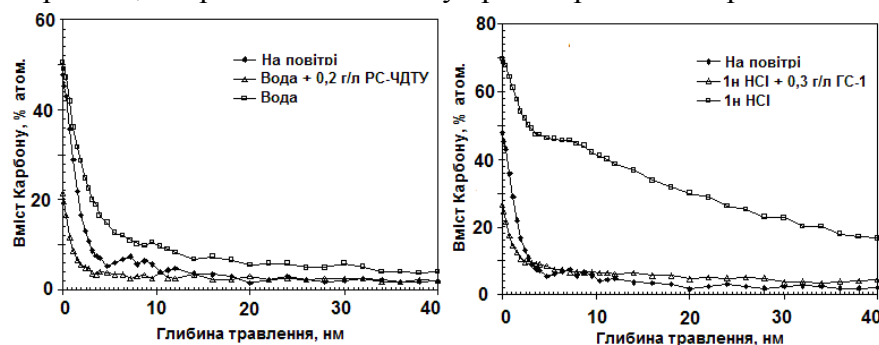 60
40
20
0
Вміст Карбону, % атом.
На повітрі
Вода + 0,2 г/л РС-ЧДТУ
Вода
0 10 20 30 40
Глибина травлення, нм
80
60
40
20
0
Вміст Карбону, % атом.
На повітрі
1н HCl + 0,3 г/л ГС-1
1н HCl
0 10 20 30 40
Глибина травлення, нм